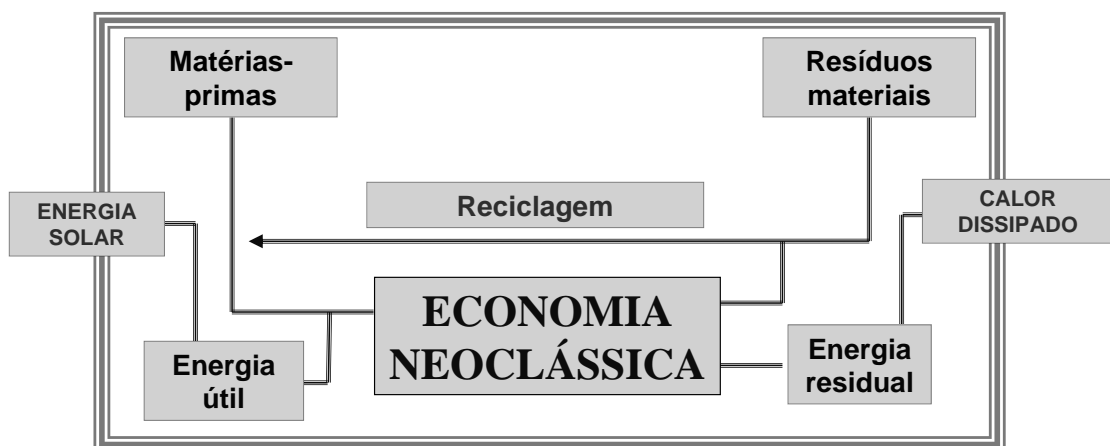 Matérias-
primas
Resíduos
materiais
ENERGIA
SOLAR
Reciclagem
CALOR
DISSIPADO
ECONOMIA
NEOCLÁSSICA
Energia
útil
Energia
residual